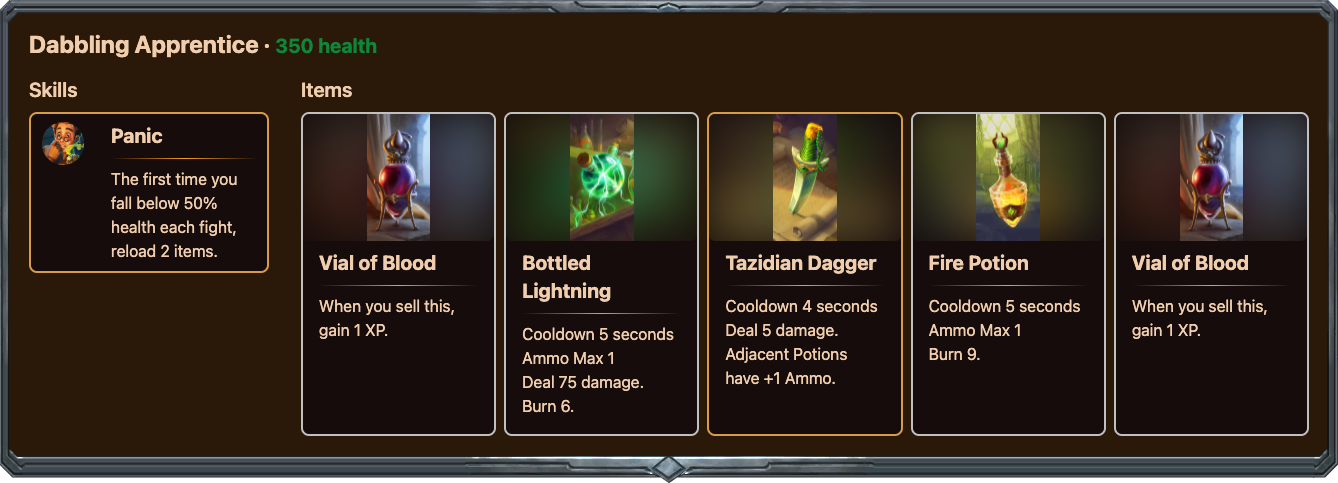 Dabbling Apprentice · 350 health
Skills
Panic
The first time you
fall below 50%
health each fight,
reload 2 items.
Items
Vial of Blood
When you sell this,
gain 1 XP.
Bottled
Lightning
Cooldown 5 seconds
Ammo Max 1
Deal 75 damage.
Burn 6.
Tazidian Dagger
Cooldown 4 seconds
Deal 5 damage.
Adjacent Potions
have +1 Ammo.
Fire Potion
Cooldown 5 seconds
Ammo Max 1
Burn 9.
Vial of Blood
When you sell this,
gain 1 XP.